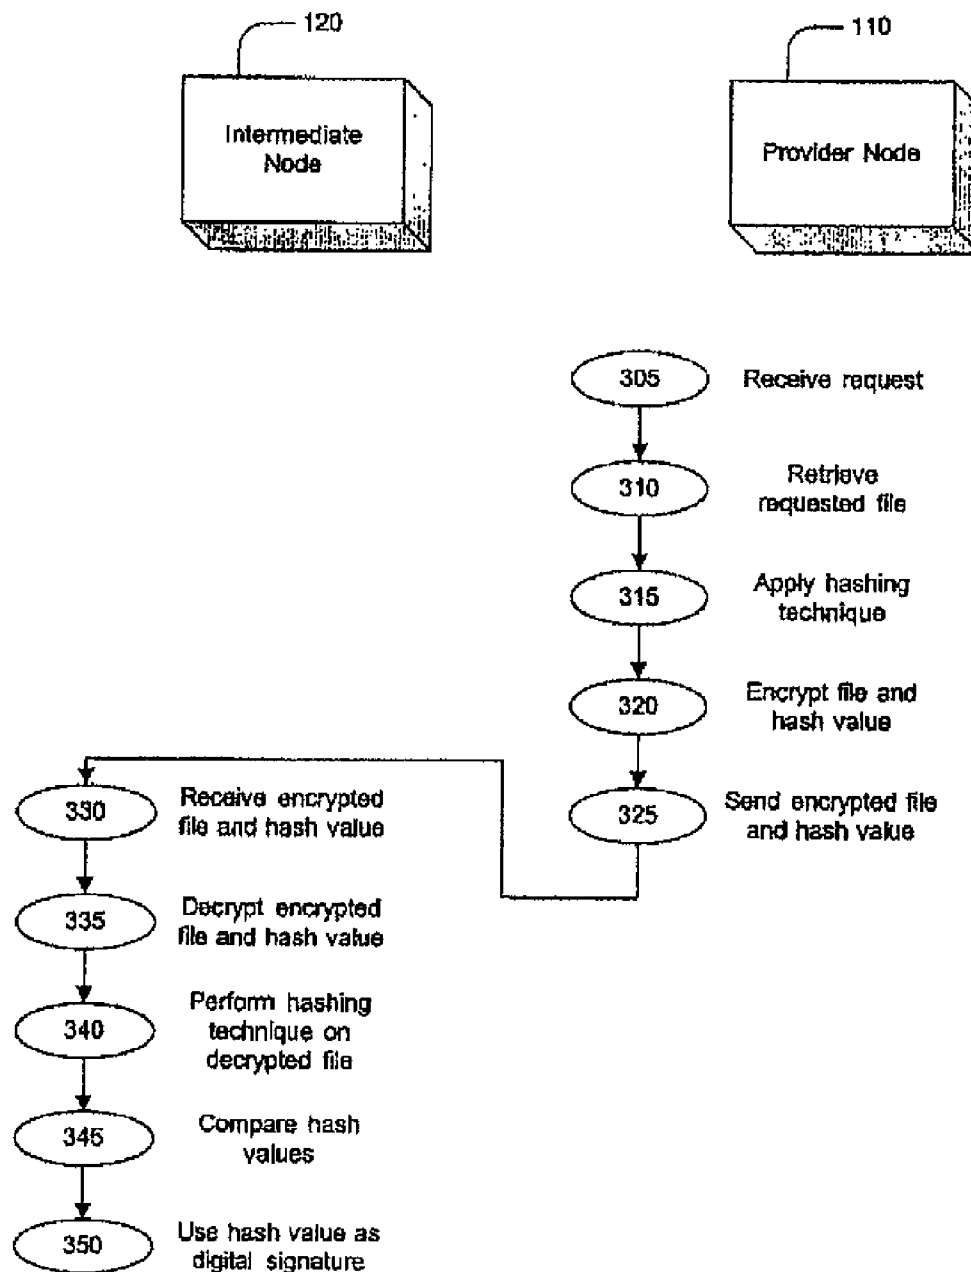 120
110
Intermediate
Node
Provider Node
305
Receive request
310
Retrieve
requested file
315
Apply hashing
technique
320
Encrypt file and
hash value
325
Send encrypted file
and hash value
330
Receive encrypted
file and hash value
335
Decrypt encrypted
file and hash value
340
Perform hashing
technique on
decrypted file
345
Compare hash
values
350
Use hash value as
digital signature